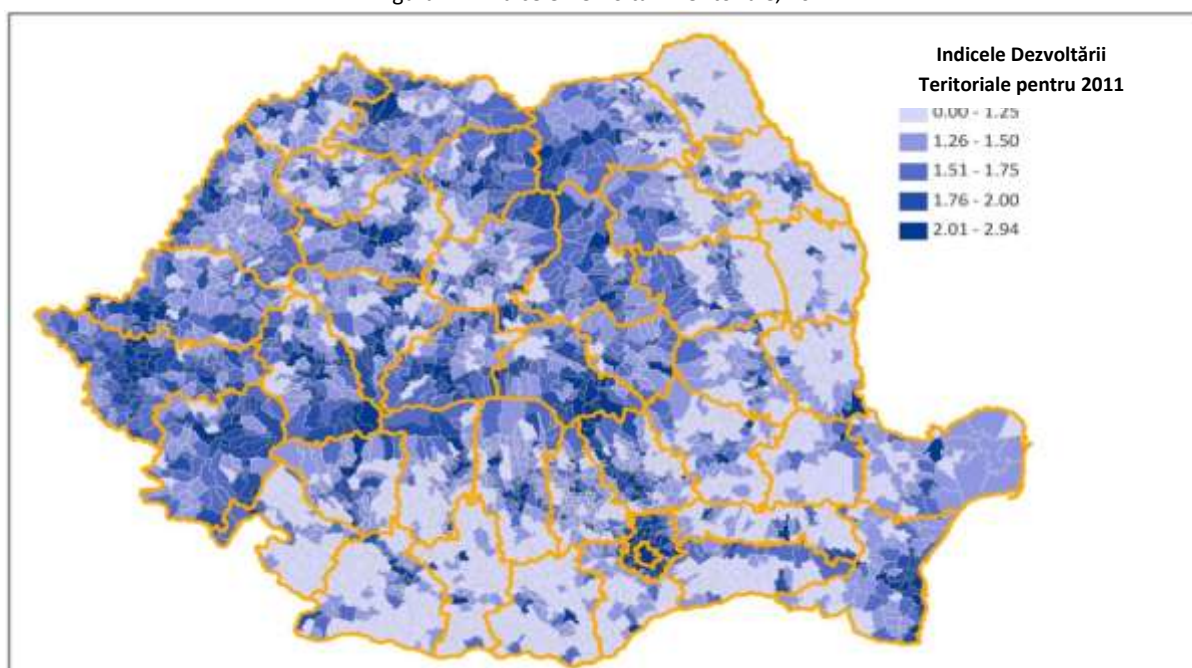 Indicele Dezvoltării
Teritoriale pentru 2011
0.00 - 1.25
1.26 - 1.50
1.51 - 1.75
1.76 - 2.00
2.01 - 2.94